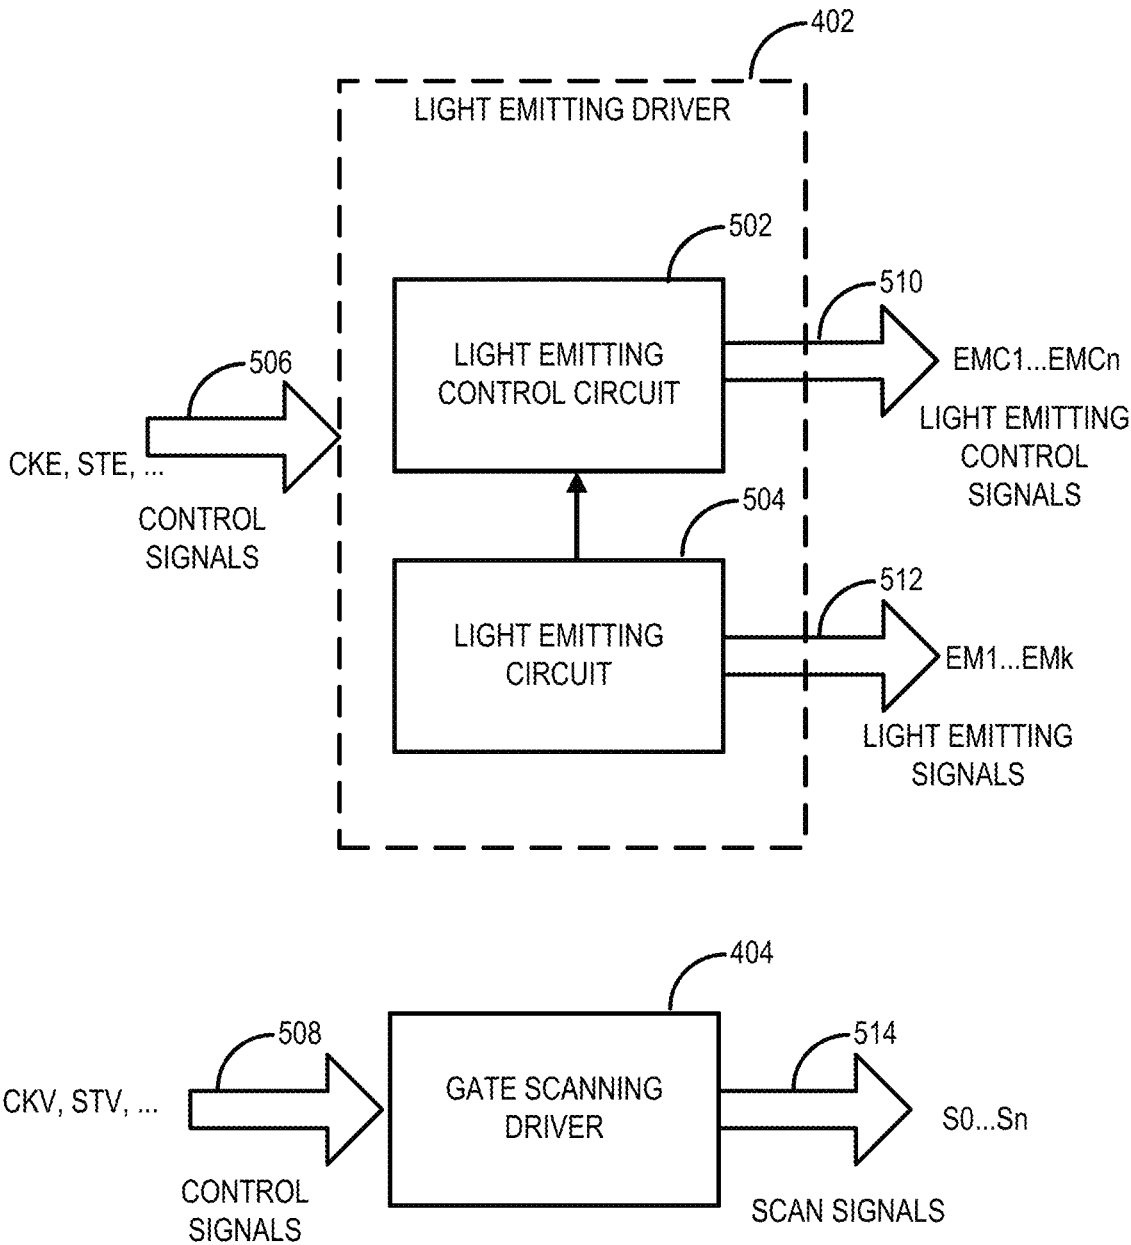 402
LIGHT EMITTING DRIVER
502
LIGHT EMITTING
CONTROL CIRCUIT
510
EMC1...EMCn
LIGHT EMITTING
CONTROL
SIGNALS
506
CKE, STE, ...
CONTROL
SIGNALS
504
LIGHT EMITTING
CIRCUIT
512
EM1...EMk
LIGHT EMITTING
SIGNALS
404
508
CKV, STV, ...
CONTROL
SIGNALS
GATE SCANNING
DRIVER
514
S0...Sn
SCAN SIGNALS